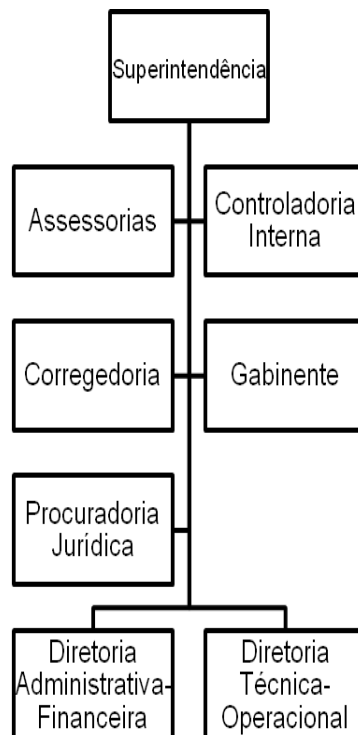 Superintendência
Assessorias
Controladoria
Interna
Corregedoria
Gabinente
Procuradoria
Jurídica
Diretoria
Administrativa-
Financeira
Diretoria
Técnica-
Operacional